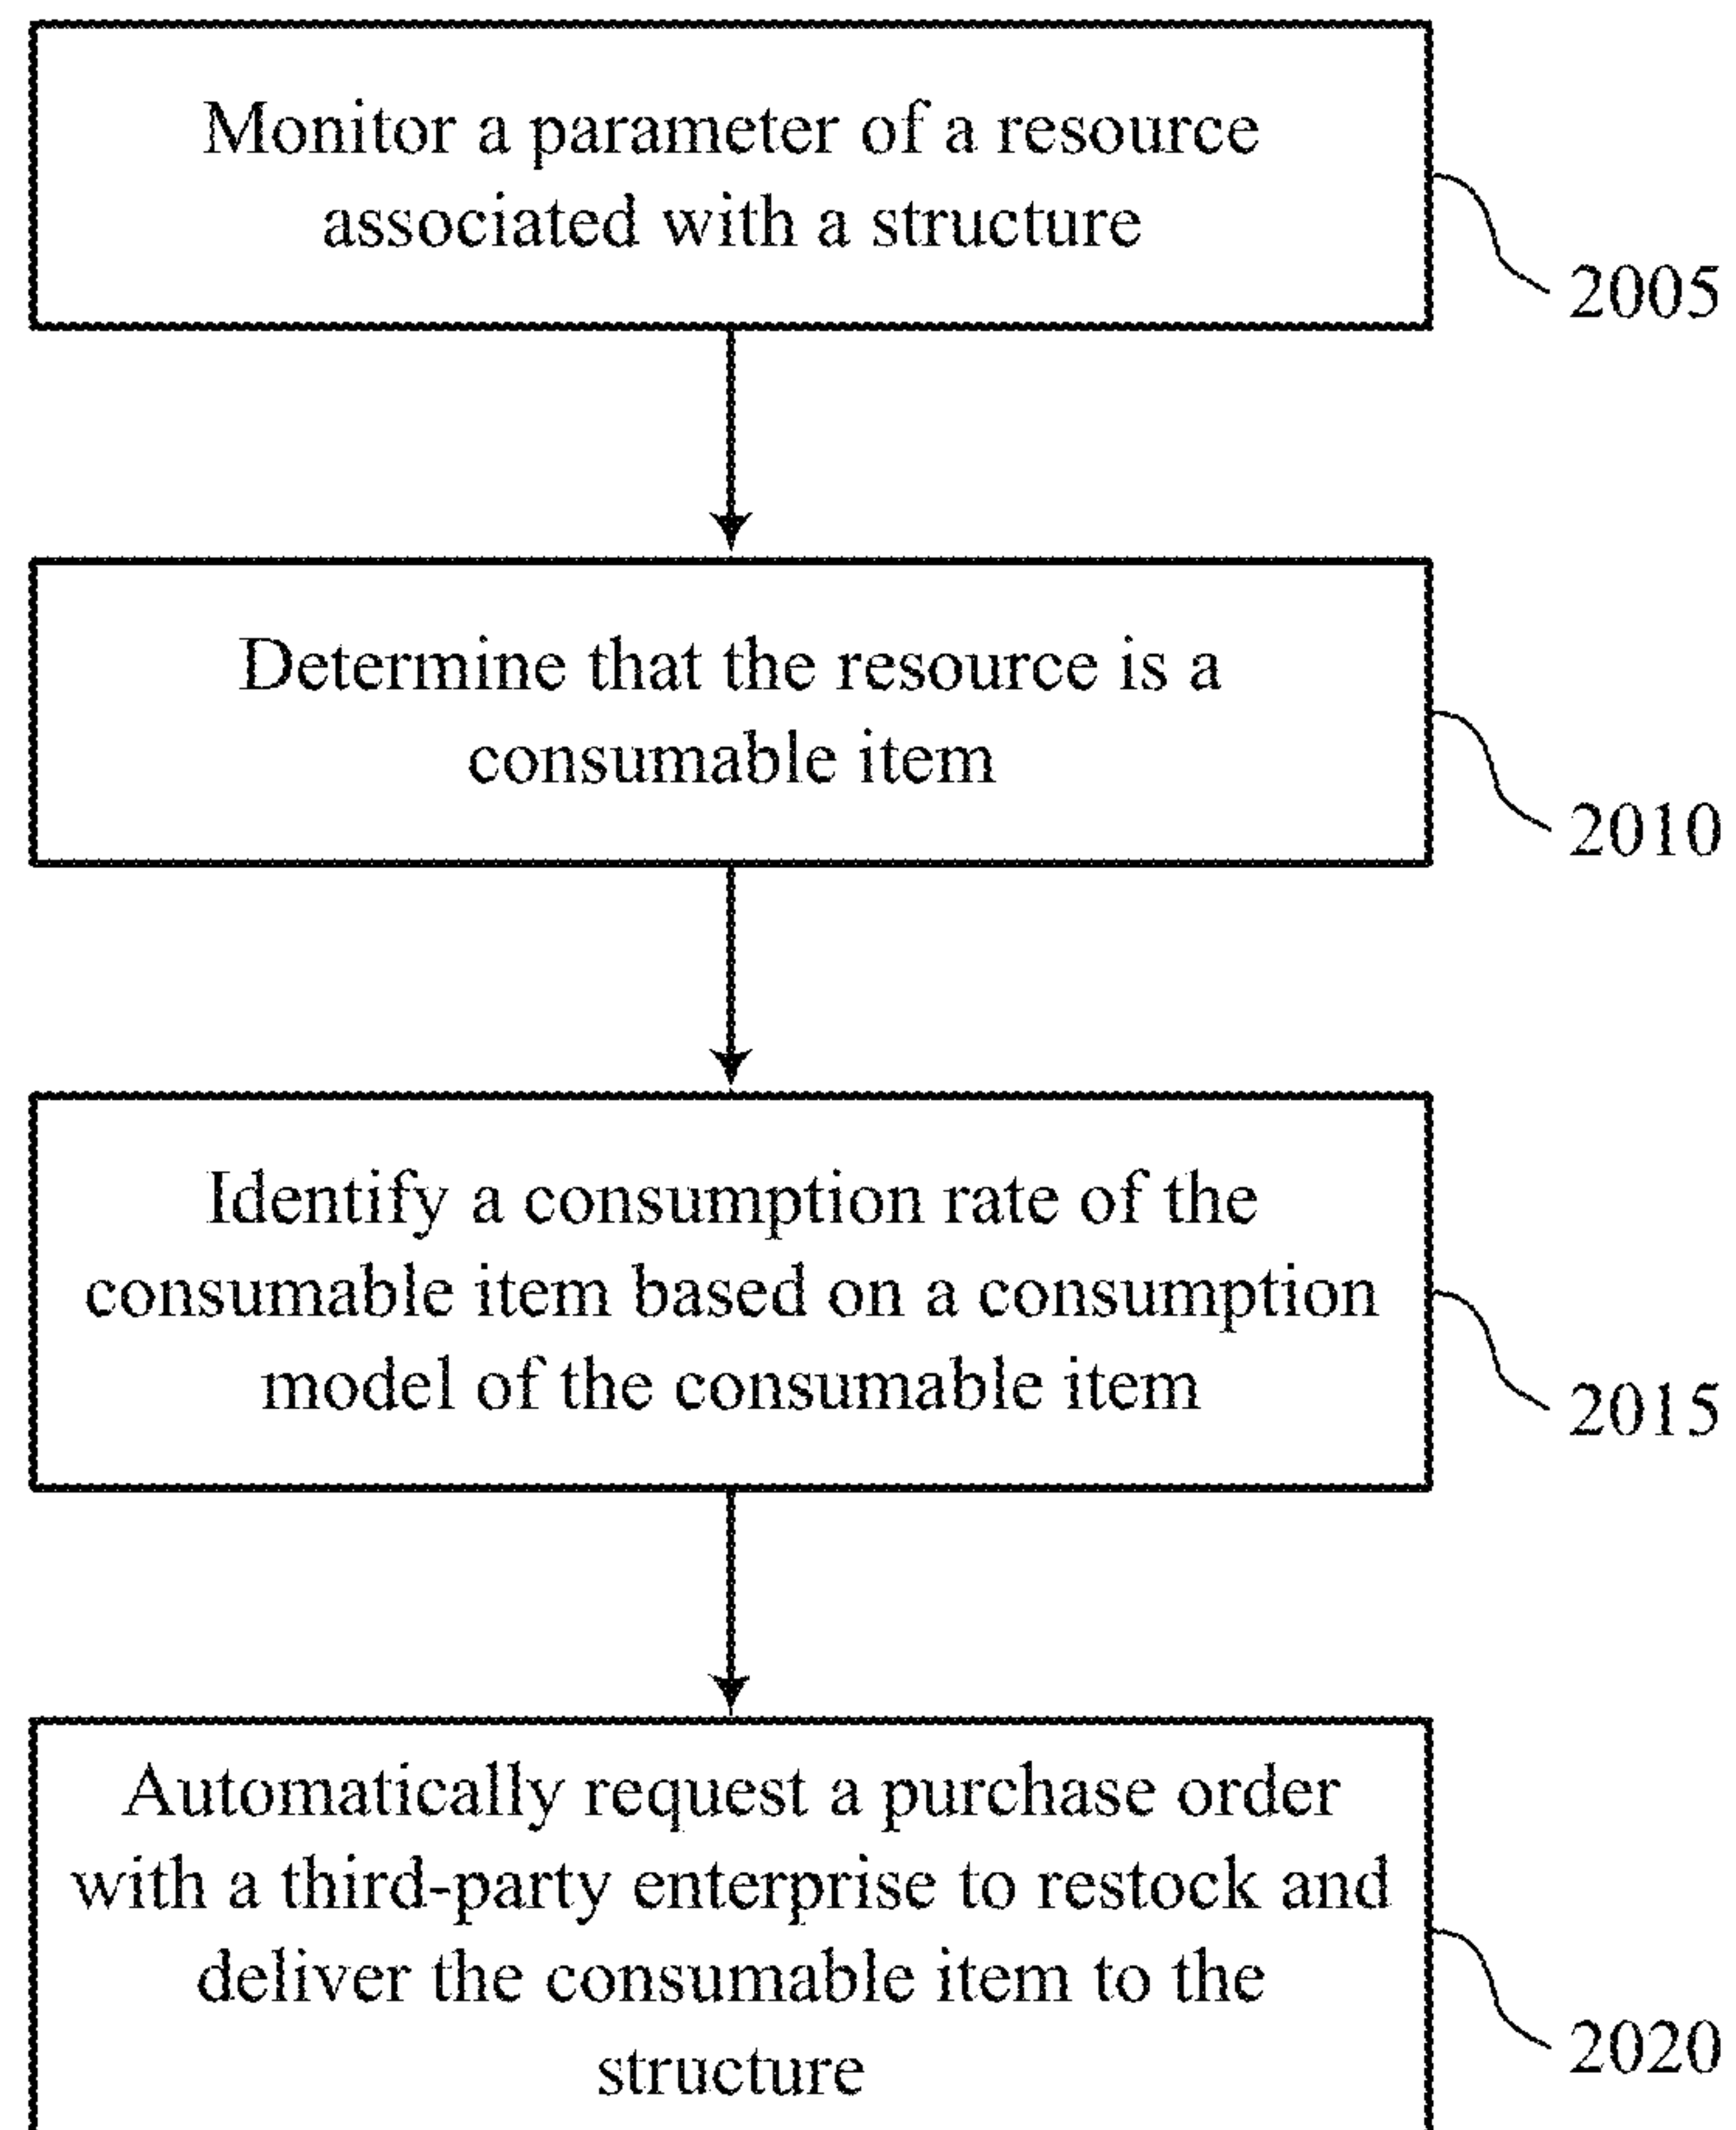 Monitor a parameter of a resource
associated with a structure
2005
Determine that the resource is a
consumable item
2010
Identify a consumption rate of the
consumable item based on a consumption
model of the consumable item
2015
Automatically request a purchase order
with a third-party enterprise to restock and
deliver the consumable item to the
structure
2020